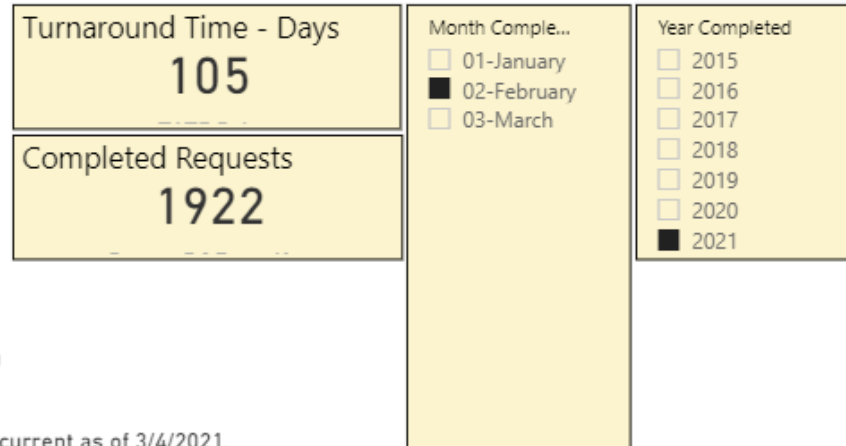 Turnaround Time - Days
105
Completed Requests
1922
Month Comple...
01-January
02-February
03-March
Year Completed
2015
2016
2017
2018
2019
2020
2021
current as of 3/4/2021